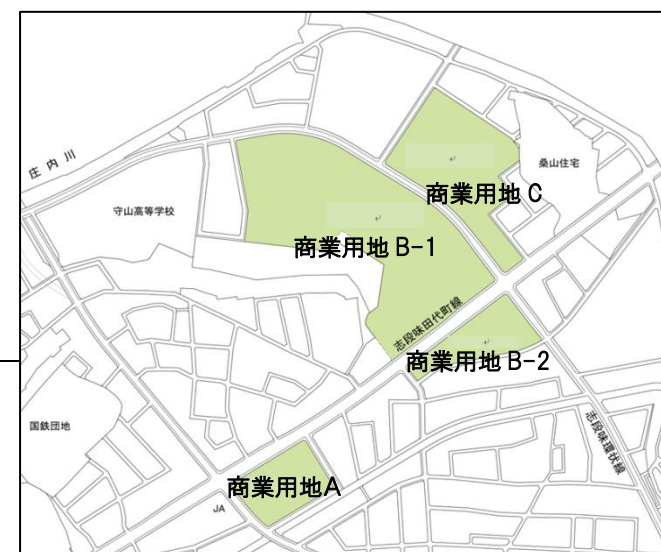 庄内川
桑山住宅
商業用地 C
守山高等学校
商業用地 B-1
志段味田代町線
商業用地 B-2
国鉄団地
志段味環状線
商業用地A
JA